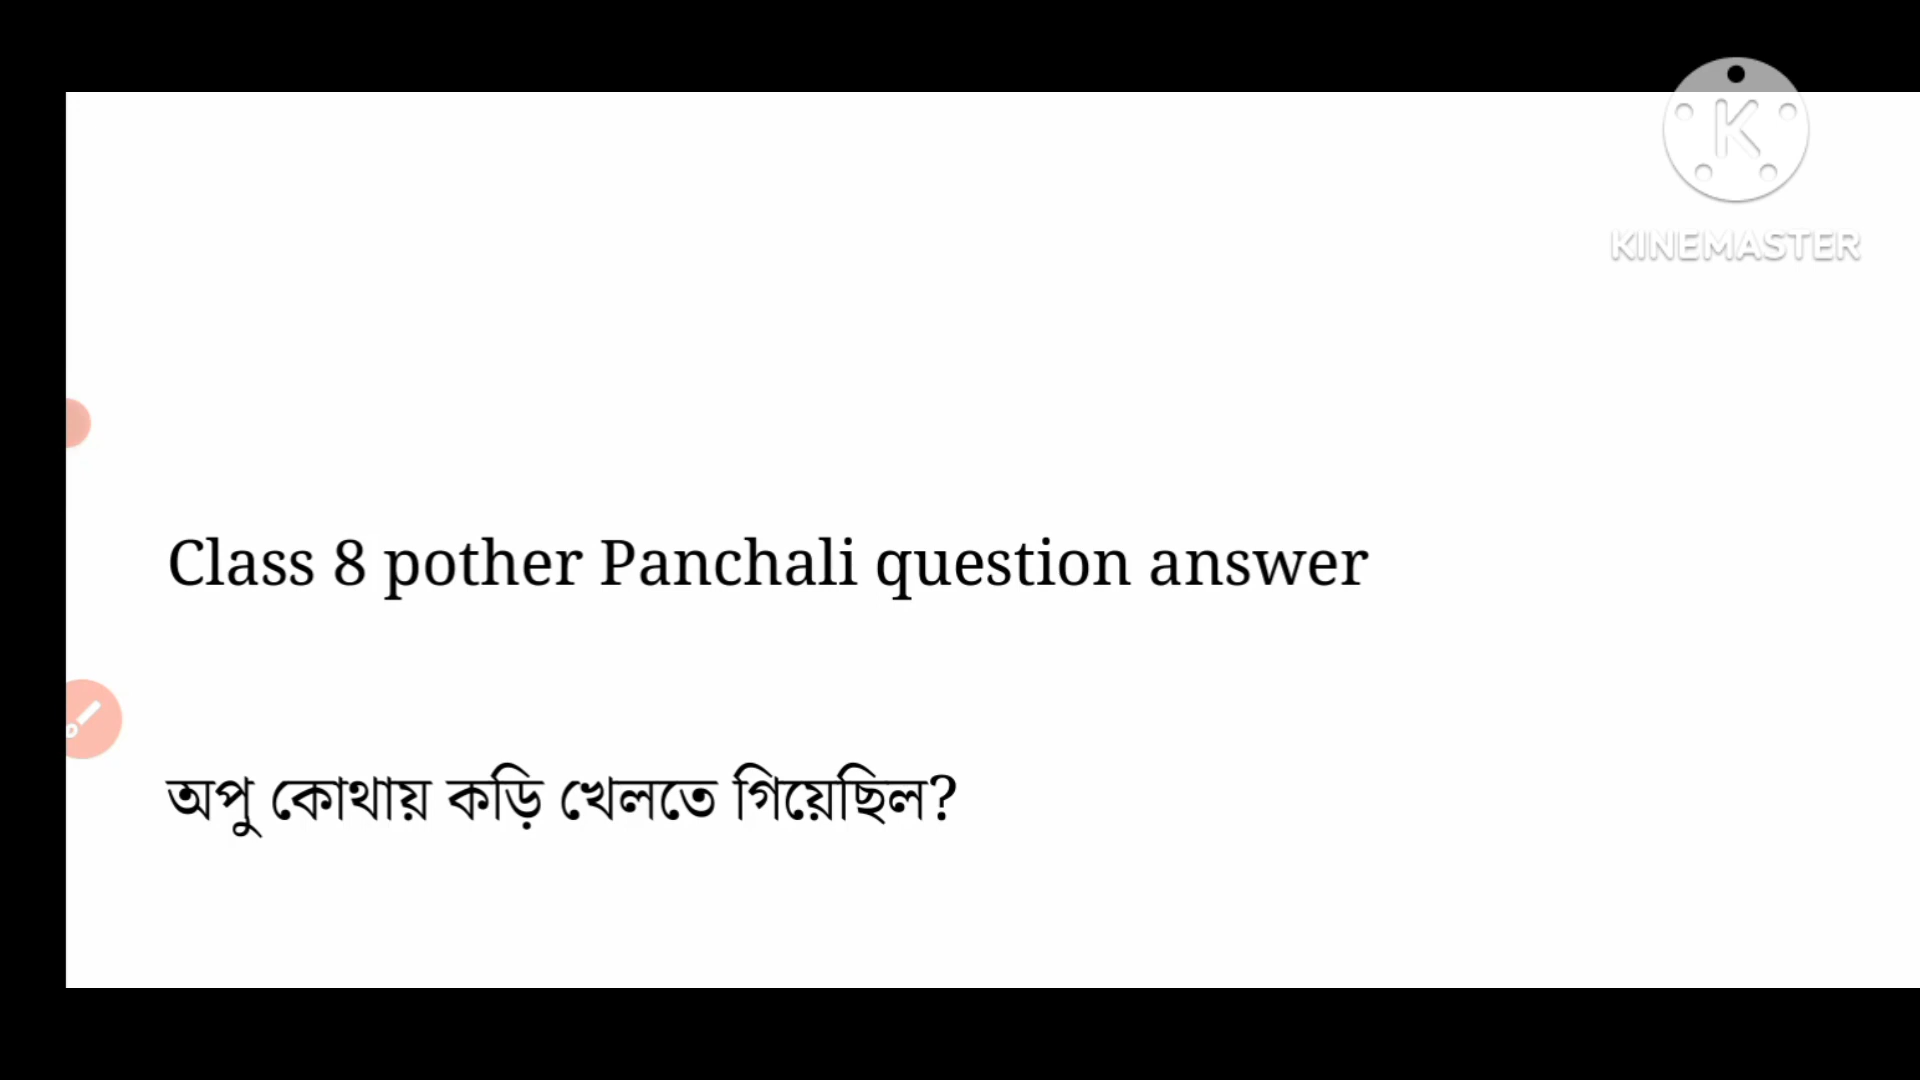 KINEMASTER
Class 8 pother Panchali question answer
অপু কোথায় কড়ি খেলতে গিয়েছিল?